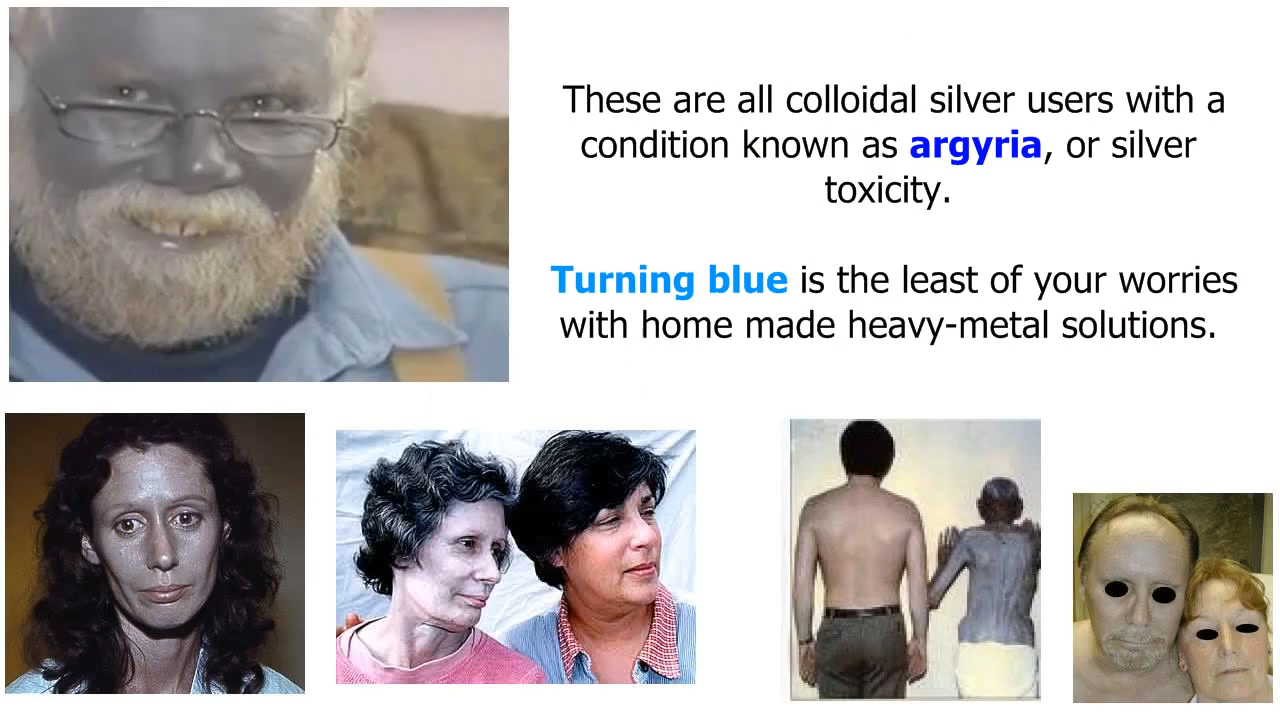 These are all colloidal silver users with a
condition known as argyria, or silver
toxicity.
Turning blue is the least of your worries
with home made heavy-metal solutions.